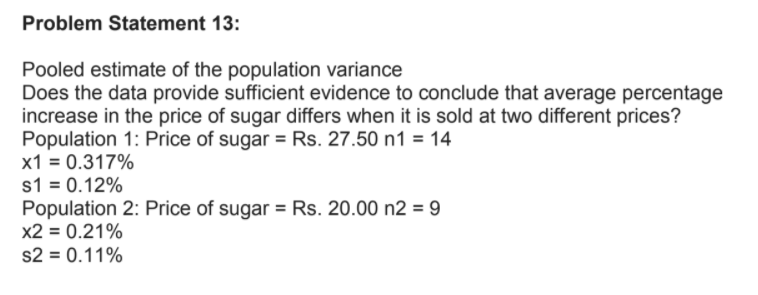 Problem Statement 13:
Pooled estimate of the population variance
Does the data provide sufficient evidence to conclude that average percentage
increase in the price of sugar differs when it is sold at two different prices?
Population 1: Price of sugar = Rs. 27.50 n1 = 14
x1 = 0.317%
s1 = 0.12%
Population 2: Price of sugar = Rs. 20.00 n2 = 9
x2 = 0.21%
s2 = 0.11%